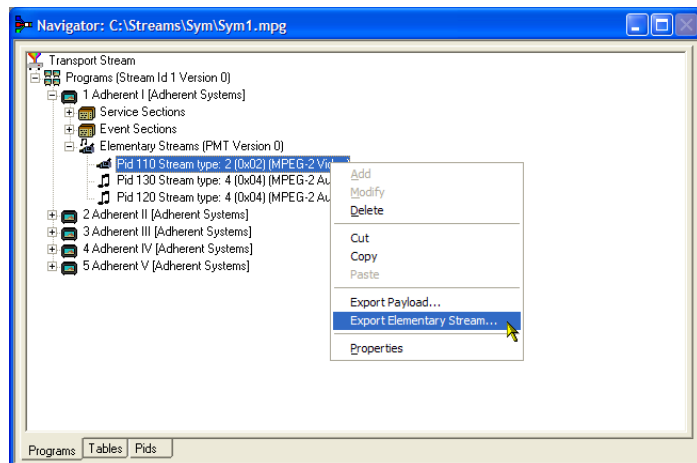 Navigator: C:\Streams\Sym\Sym1.mpg
Transport Stream
Programs (Stream Id 1 Version 0)
1 Adherent I [Adherent Systems]
Service Sections
Event Sections
Elementary Streams (PMT Version 0)
Pid 110 Stream type: 2 (0x02) (MPEG-2 Video)
Pid 130 Stream type: 4 (0x04) (MPEG-2 Au
Pid 120 Stream type: 4 (0x04) (MPEG-2 Au
2 Adherent II [Adherent Systems]
3 Adherent III [Adherent Systems]
4 Adherent IV [Adherent Systems]
5 Adherent V [Adherent Systems]
Add
Modify
Delete
Cut
Copy
Paste
Export Payload...
Export Elementary Stream...
Properties
Programs Tables Pids